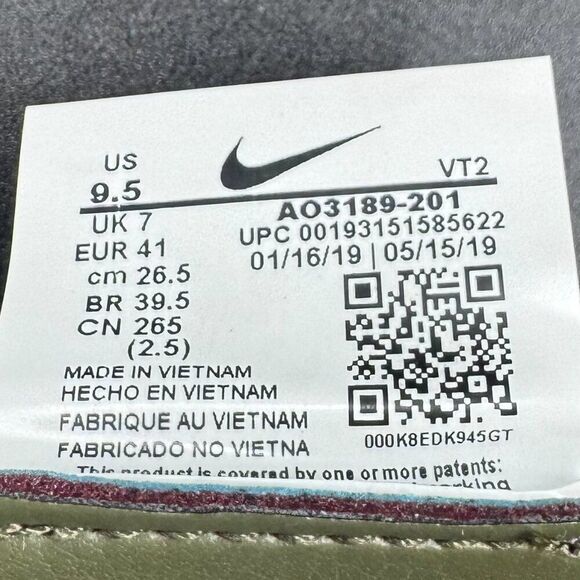 US
9.5
UK 7
EUR 41
cm 26.5
BR 39.5
CN 265
(2.5)
VT2
AO3189-201
UPC 00193151585622
01/16/19 | 05/15/19
000K8EDK945GT
MADE IN VIETNAM
HECHO EN VIETNAM
FABRIQUE AU VIETNAM
FABRICADO NO VIETNA
This product is covered by one or more patents: